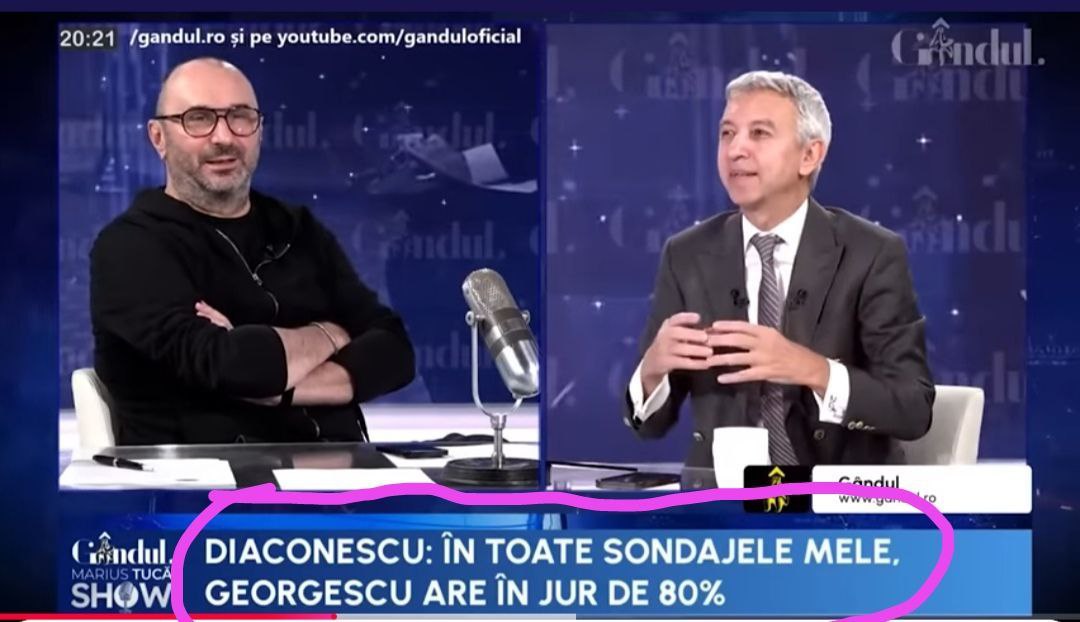 20:21 /gandul.ro și pe youtube.com/ganduloficial
Gândul.
Gândul
www.gandul.ro
Gândul.
MARIUS TUCĂ
SHOW
DIACONESCU: ÎN TOATE SONDAJELE MELE,
GEORGESCU ARE ÎN JUR DE 80%